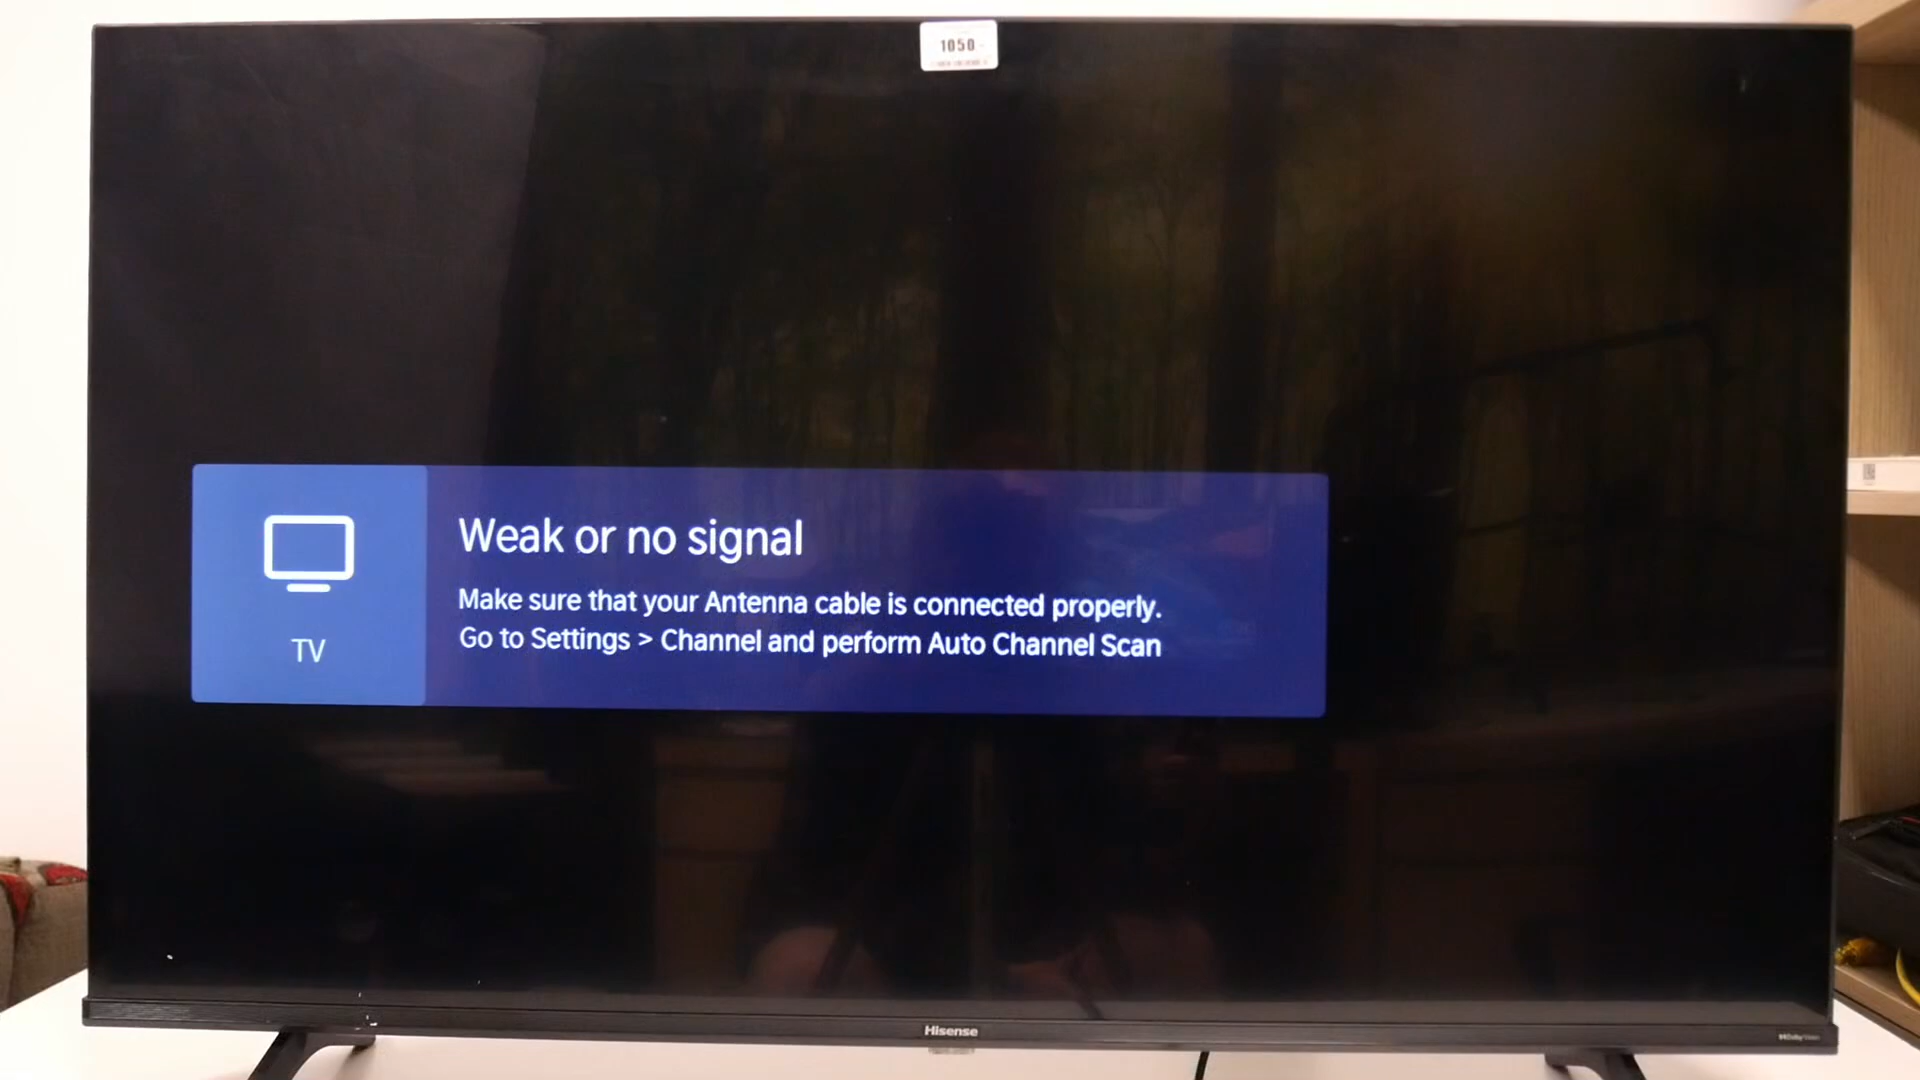 1050.-
Weak or no signal
Make sure that your Antenna cable is connected properly.
Go to Settings > Channel and perform Auto Channel Scan
TV
Hisense